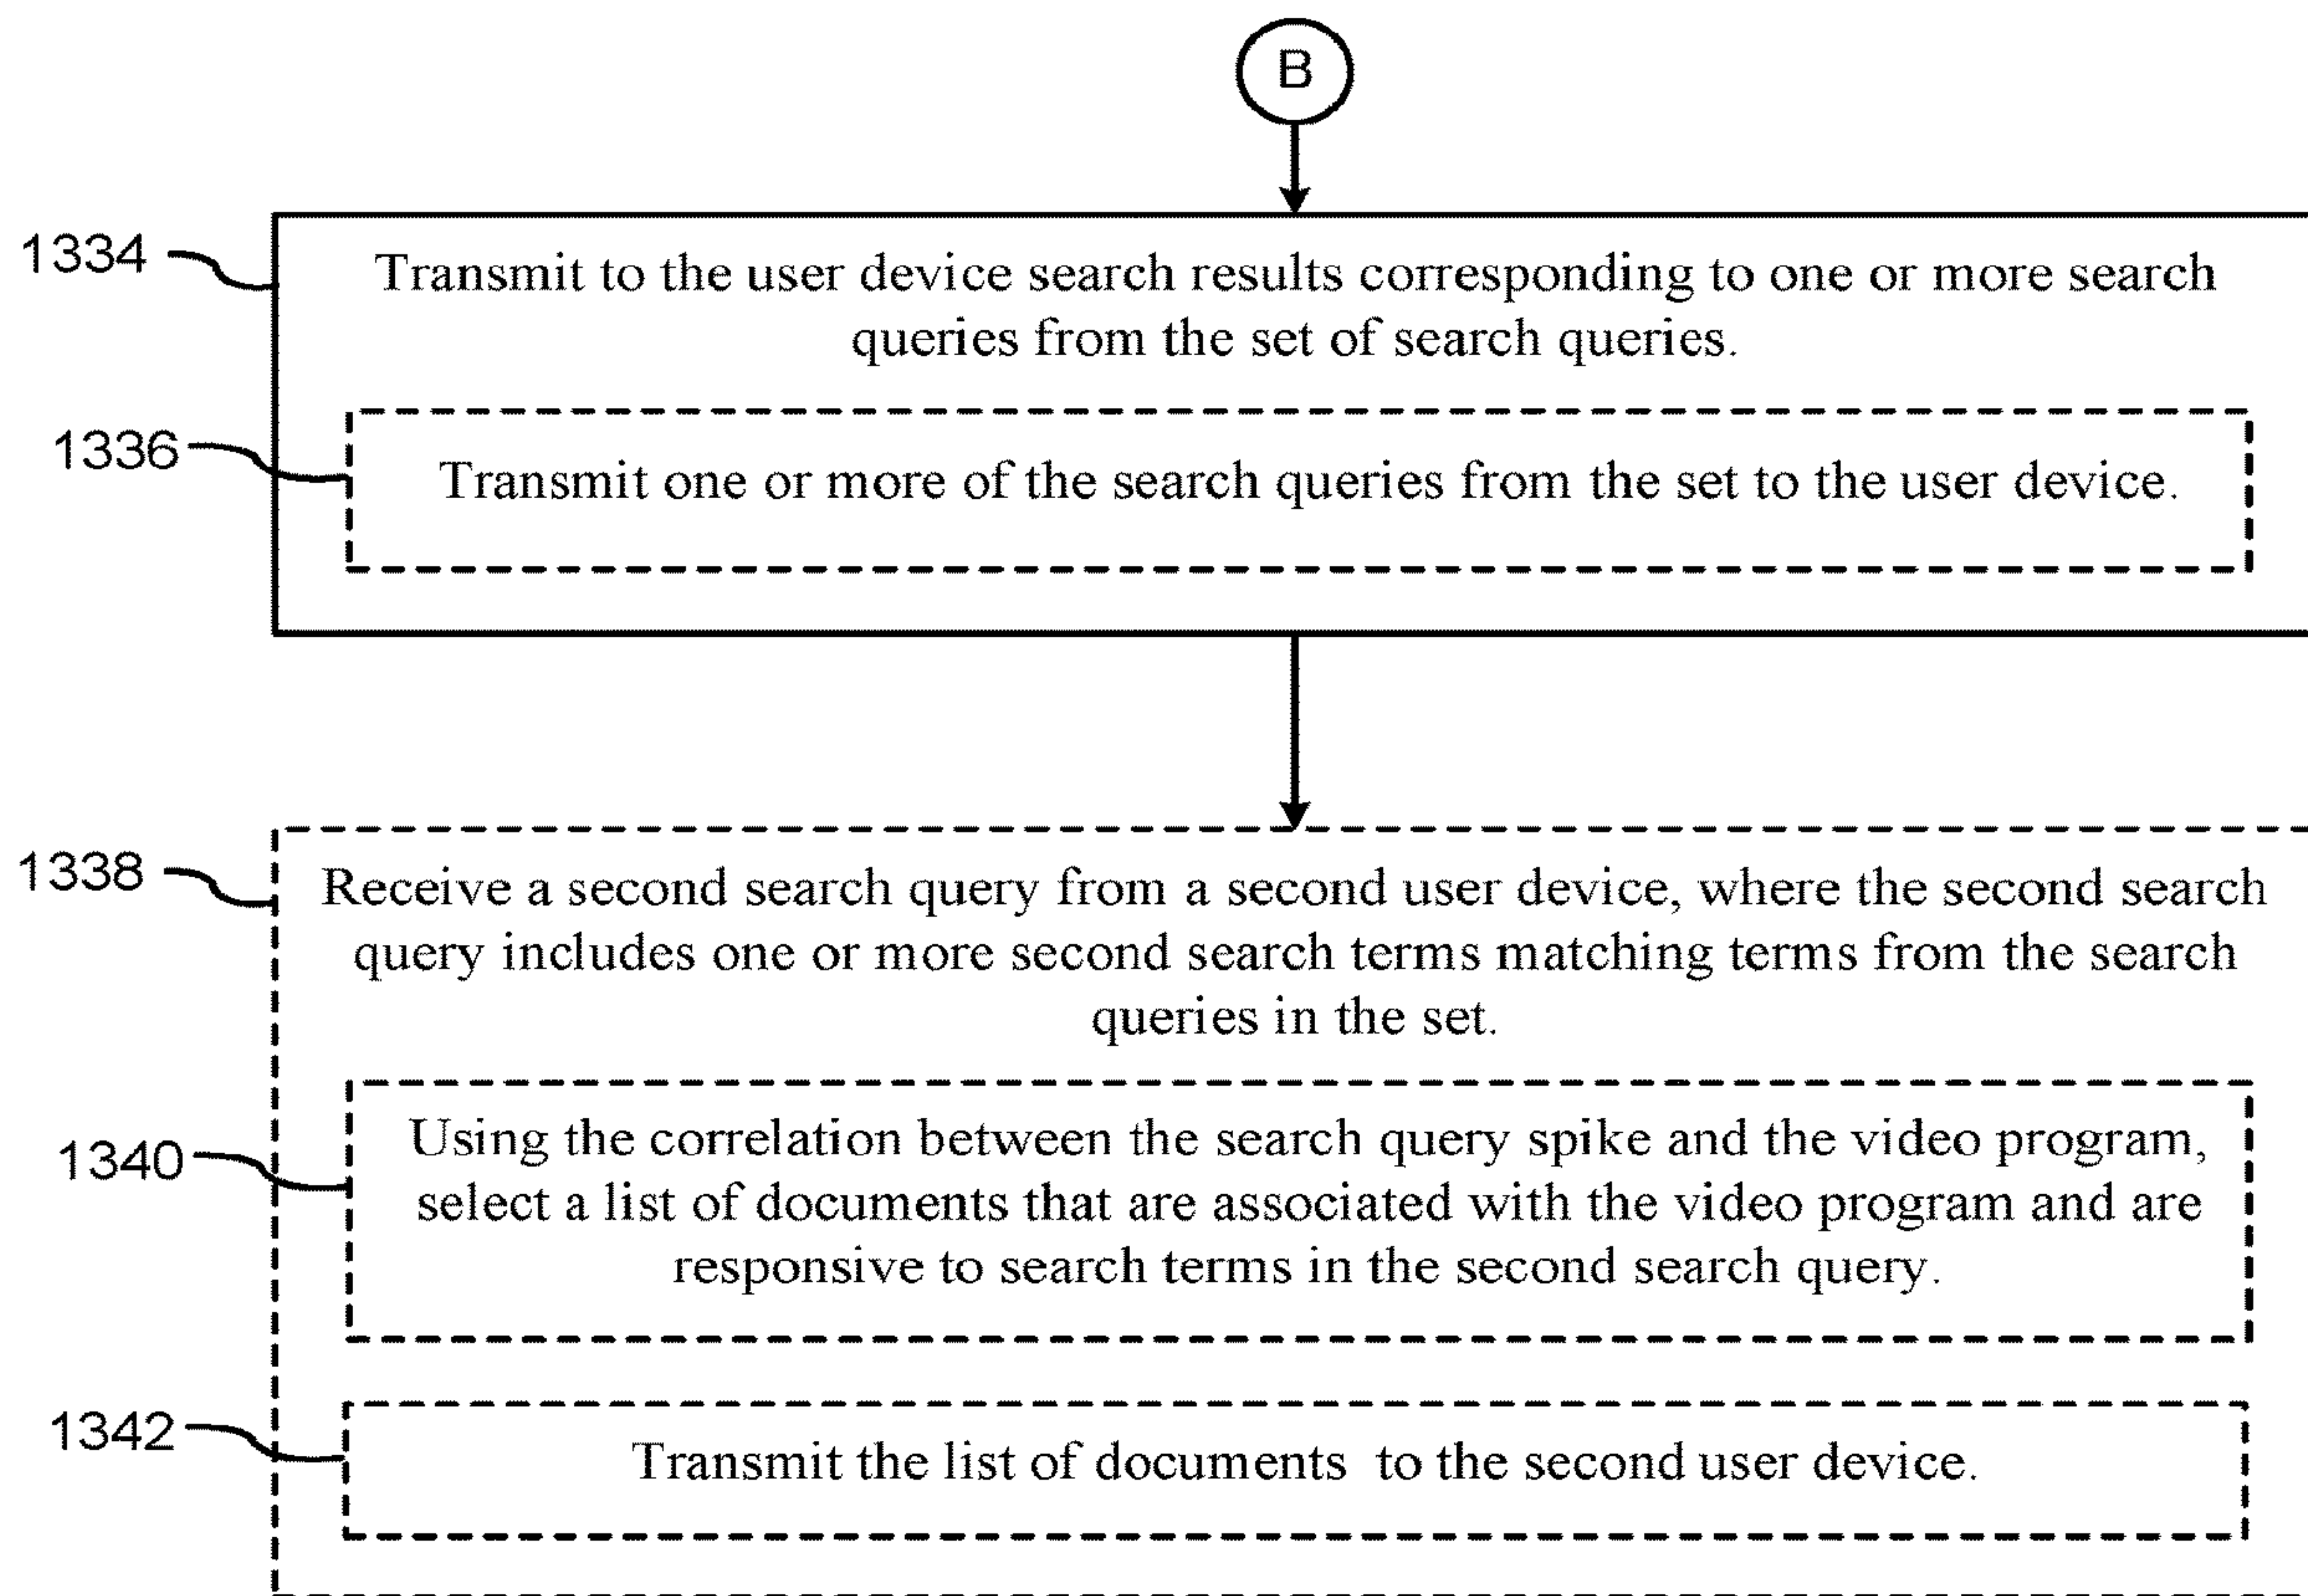 B
1334
Transmit to the user device search results corresponding to one or more search
queries from the set of search queries.
1336
Transmit one or more of the search queries from the set to the user device.
1338
Receive a second search query from a second user device, where the second search
query includes one or more second search terms matching terms from the search
queries in the set.
1340
Using the correlation between the search query spike and the video program,
select a list of documents that are associated with the video program and are
responsive to search terms in the second search query.
1342
Transmit the list of documents to the second user device.